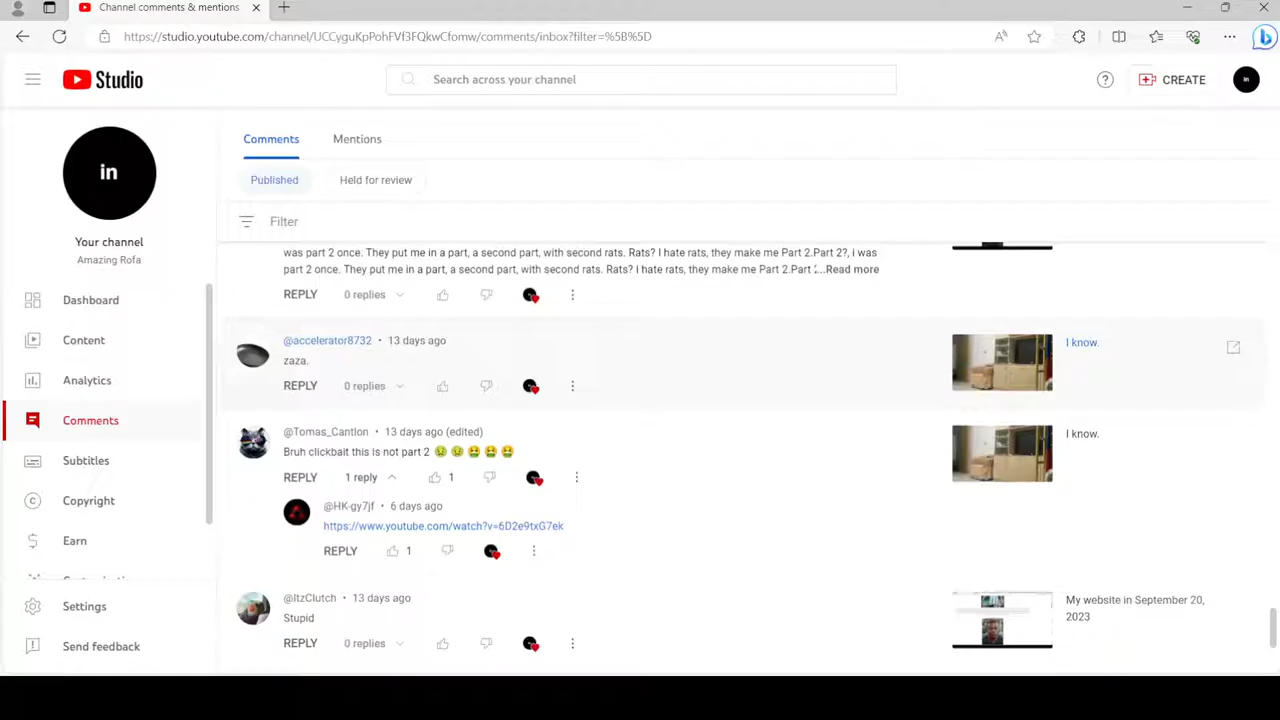 Channel comments & mentions
https://studio.youtube.com/channel/UCCyguKpPohFVf3FQkwCfomw/comments/inbox?filter=%5B%5D
Studio
Search across your channel
CREATE
in
in
Your channel
Amazing Rofa
Dashboard
Content
Analytics
Comments
Subtitles
Copyright
Earn
Settings
Send feedback
Comments Mentions
Published Held for review
Filter
was part 2 once. They put me in a part, a second part, with second rats. Rats? I hate rats, they make me Part 2.Part 2?, i was
part 2 once. They put me in a part, a second part, with second rats. Rats? I hate rats, they make me Part 2.Part ...Read more
REPLY 0 replies
@accelerator8732 • 13 days ago
zaza.
REPLY 0 replies
I know.
@Tomas_Cantlon • 13 days ago (edited)
Bruh clickbait this is not part 2 🤢🤢🤮🤮🤮
REPLY 1 reply 1
I know.
@HK-gy7jf • 6 days ago
https://www.youtube.com/watch?v=6D2e9txG7ek
REPLY 1
@ItzClutch • 13 days ago
Stupid
REPLY 0 replies
My website in September 20,
2023